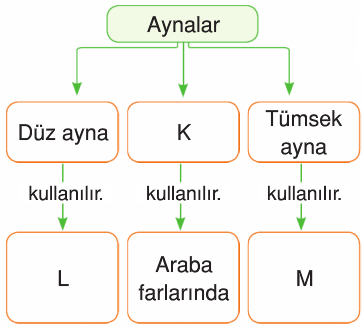 Aynalar
Düz ayna
K
Tümsek
ayna
kullanılır.
kullanılır.
kullanılır.
L
Araba
farlarında
M